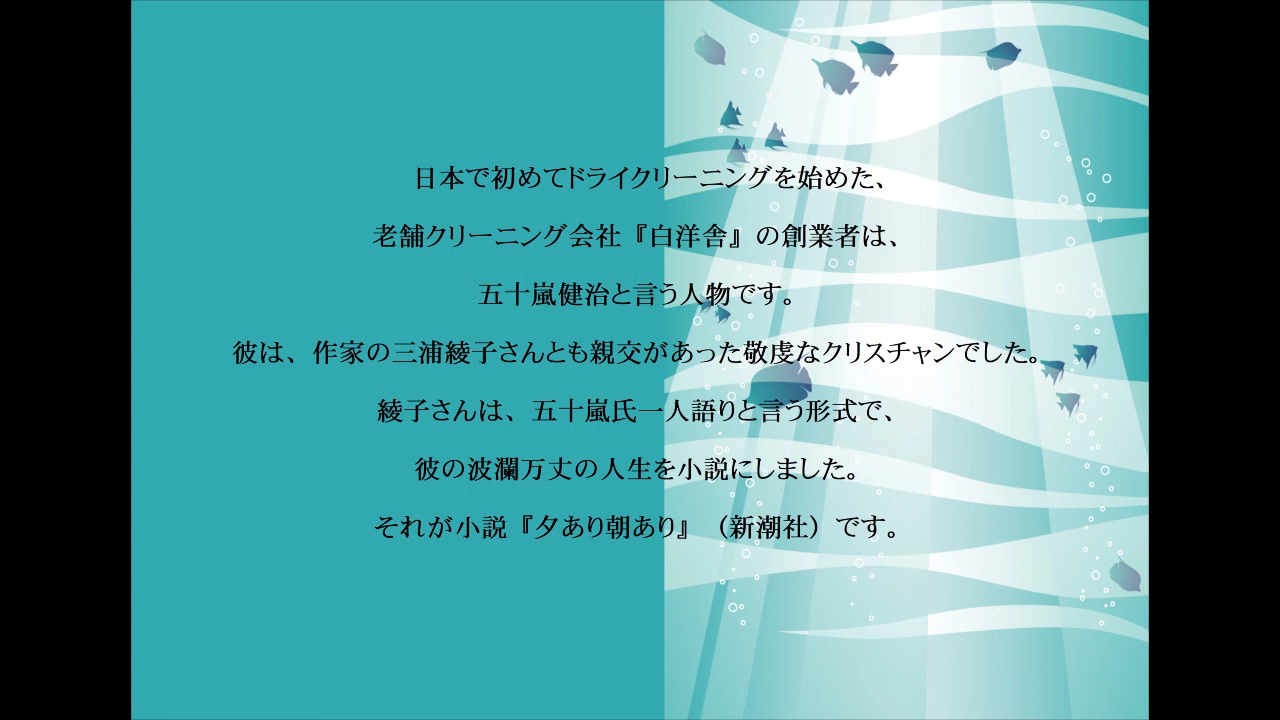 日本で初めてドライクリーニングを始めた、
老舗クリーニング会社『白洋舎』の創業者は、
五十嵐健治と言う人物です。
彼は、作家の三浦綾子さんとも親交があった敬虔なクリスチャンでした。
綾子さんは、五十嵐氏一人語りと言う形式で、
彼の波瀾万丈の人生を小説にしました。
それが小説『夕あり朝あり』（新潮社）です。